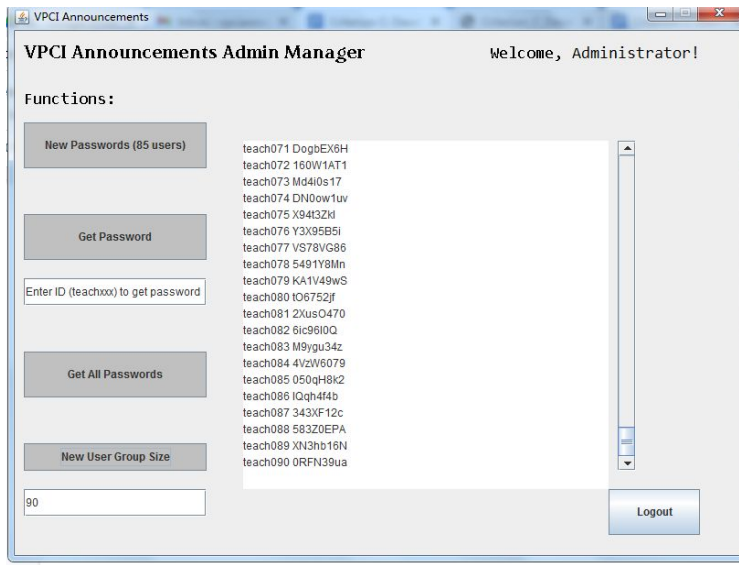 VPCI Announcements
VPCI Announcements Admin Manager
Welcome, Administrator!
Functions:
New Passwords (85 users)
Get Password
Enter ID (teachxxx) to get password
Get All Passwords
New User Group Size
90
teach071 DogbEX6H
teach072 160W1AT1
teach073 Md4i0s17
teach074 DN0ow1uv
teach075 X94t3Zkl
teach076 Y3X95B5i
teach077 VS78VG86
teach078 5491Y8Mn
teach079 KA1V49wS
teach080 tO6752jf
teach081 2XusO470
teach082 6ic96I0Q
teach083 M9ygu34z
teach084 4VzW6079
teach085 050qH8k2
teach086 IQqh4f4b
teach087 343XF12c
teach088 583Z0EPA
teach089 XN3hb16N
teach090 0RFN39ua
Logout